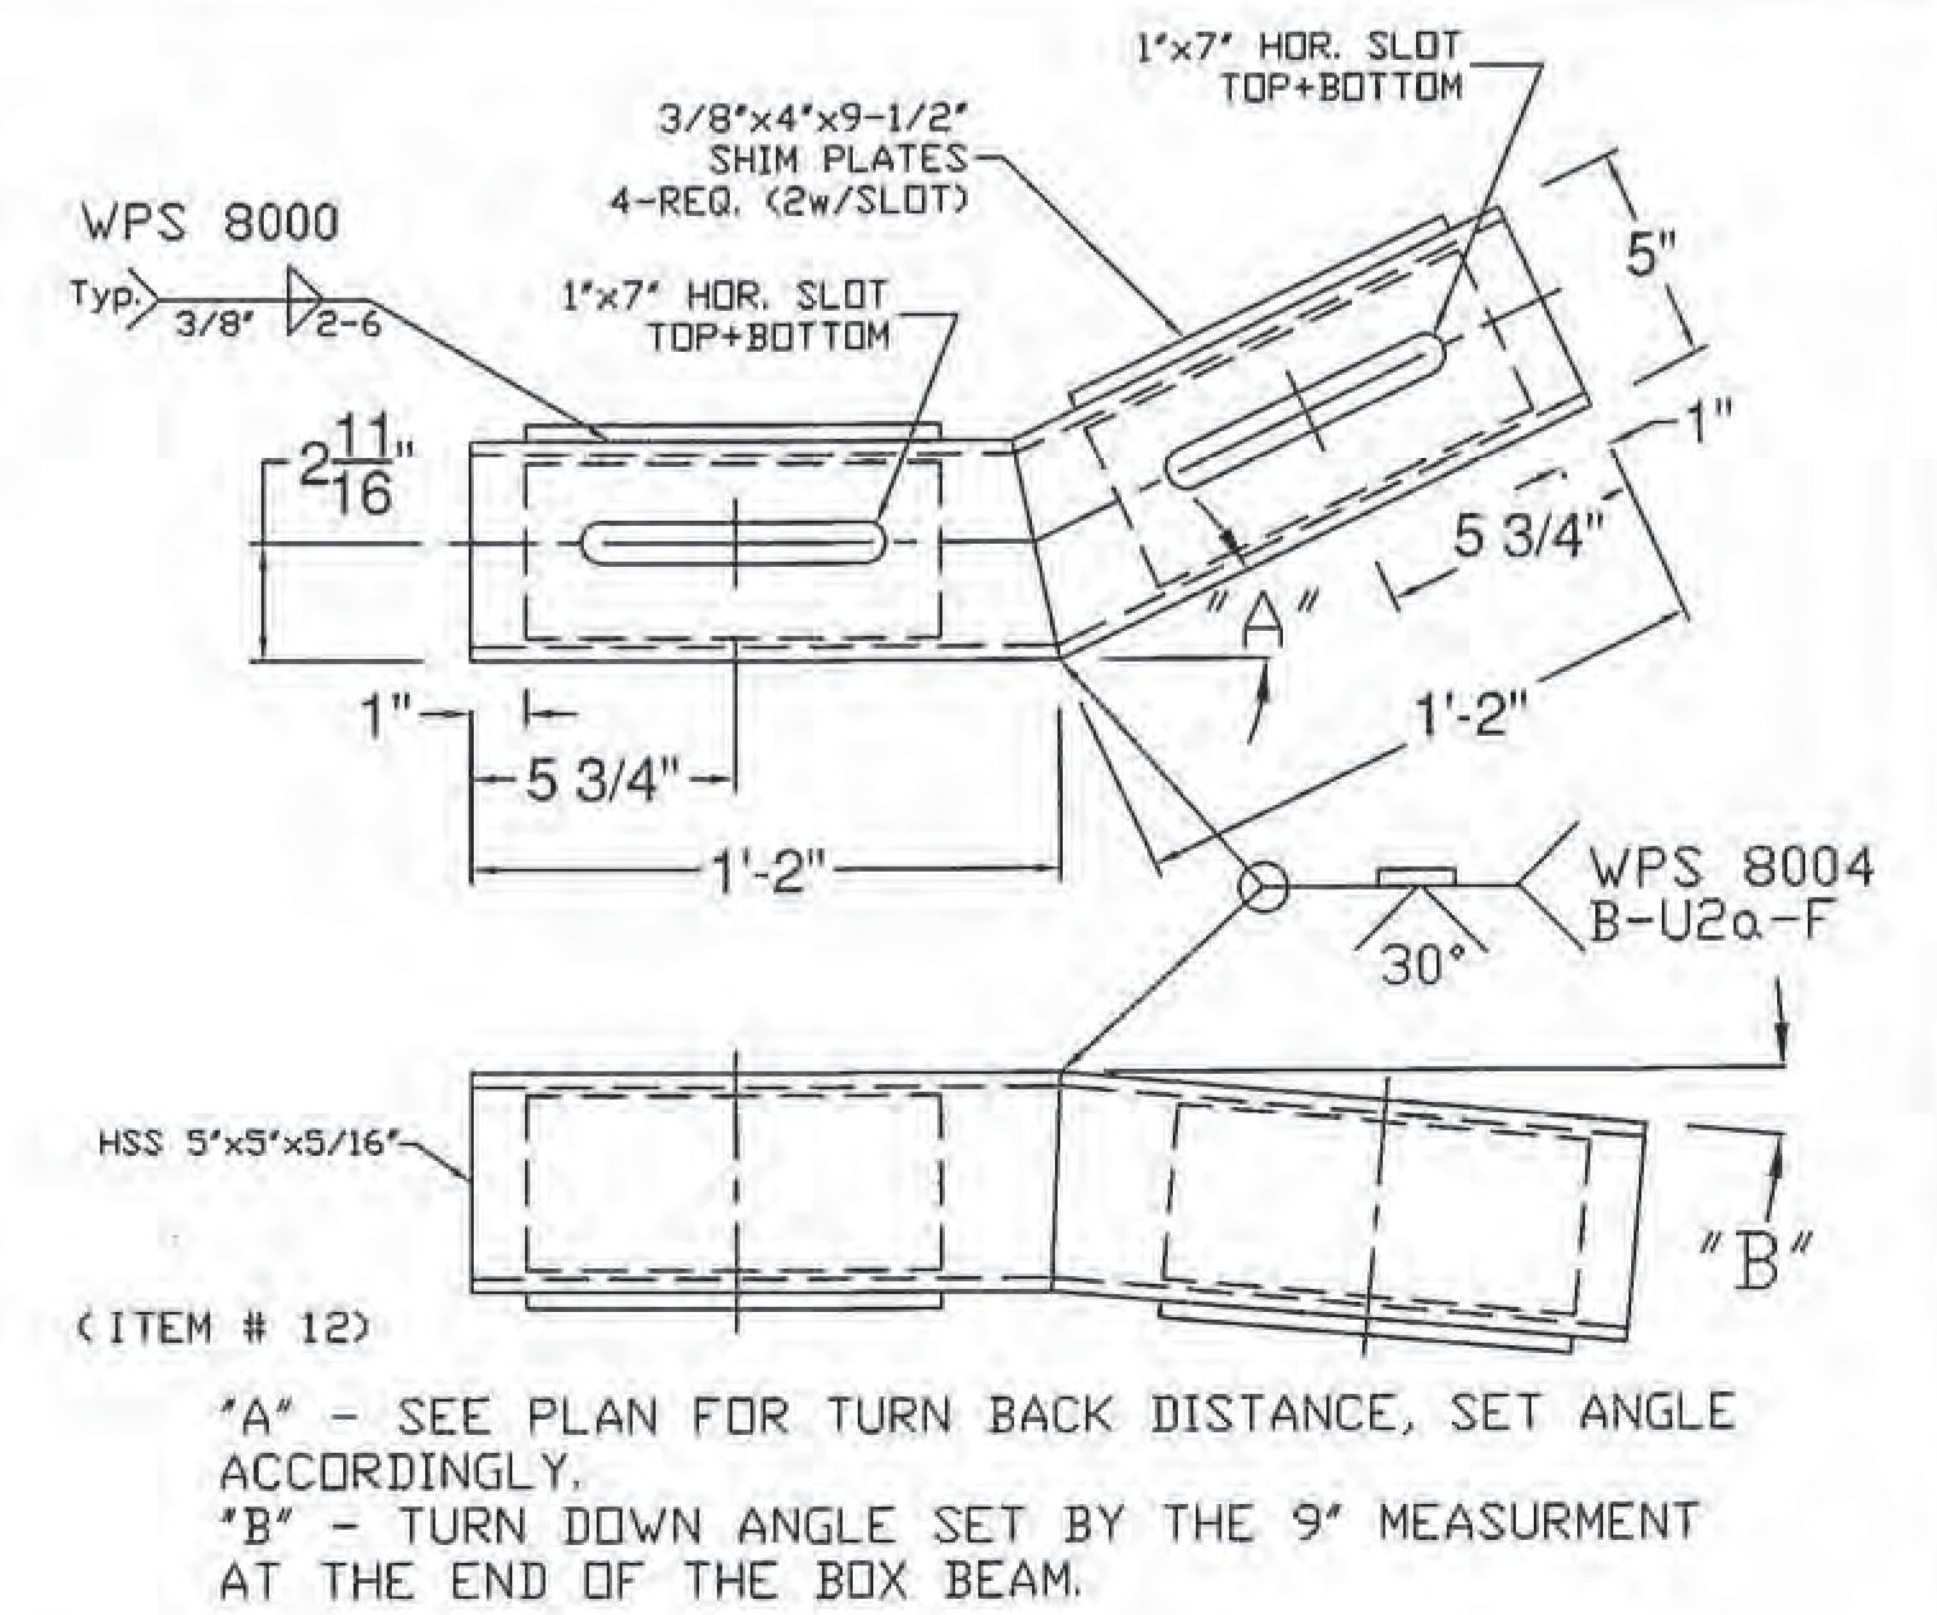 1"x7" HOR. SLOT
TOP+BOTTOM
3/8"x4"x9-1/2"
SHIM PLATES
4-REQ. (2w/SLOT)
WPS 8000
Typ.
3/8"
2-6
1"x7" HOR. SLOT
TOP+BOTTOM
5"
2 11/16"
1"
5 3/4"
"A"
1'-2"
1"
5 3/4"
1'-2"
WPS 8004
B-U2a-F
30°
HSS 5"x5"x5/16"
"B"
(ITEM # 12)
"A" - SEE PLAN FOR TURN BACK DISTANCE, SET ANGLE
ACCORDINGLY.
"B" - TURN DOWN ANGLE SET BY THE 9" MEASURMENT
AT THE END OF THE BOX BEAM.